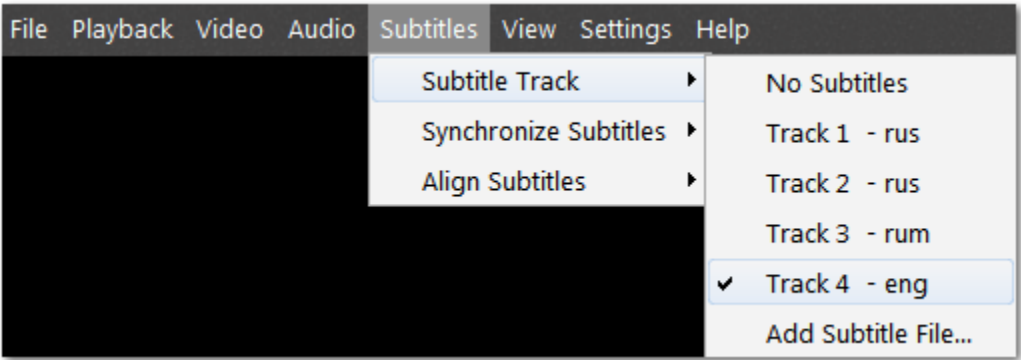 File Playback Video Audio Subtitles View Settings Help
Subtitle Track
Synchronize Subtitles
Align Subtitles
No Subtitles
Track 1 - rus
Track 2 - rus
Track 3 - rum
Track 4 - eng
Add Subtitle File...